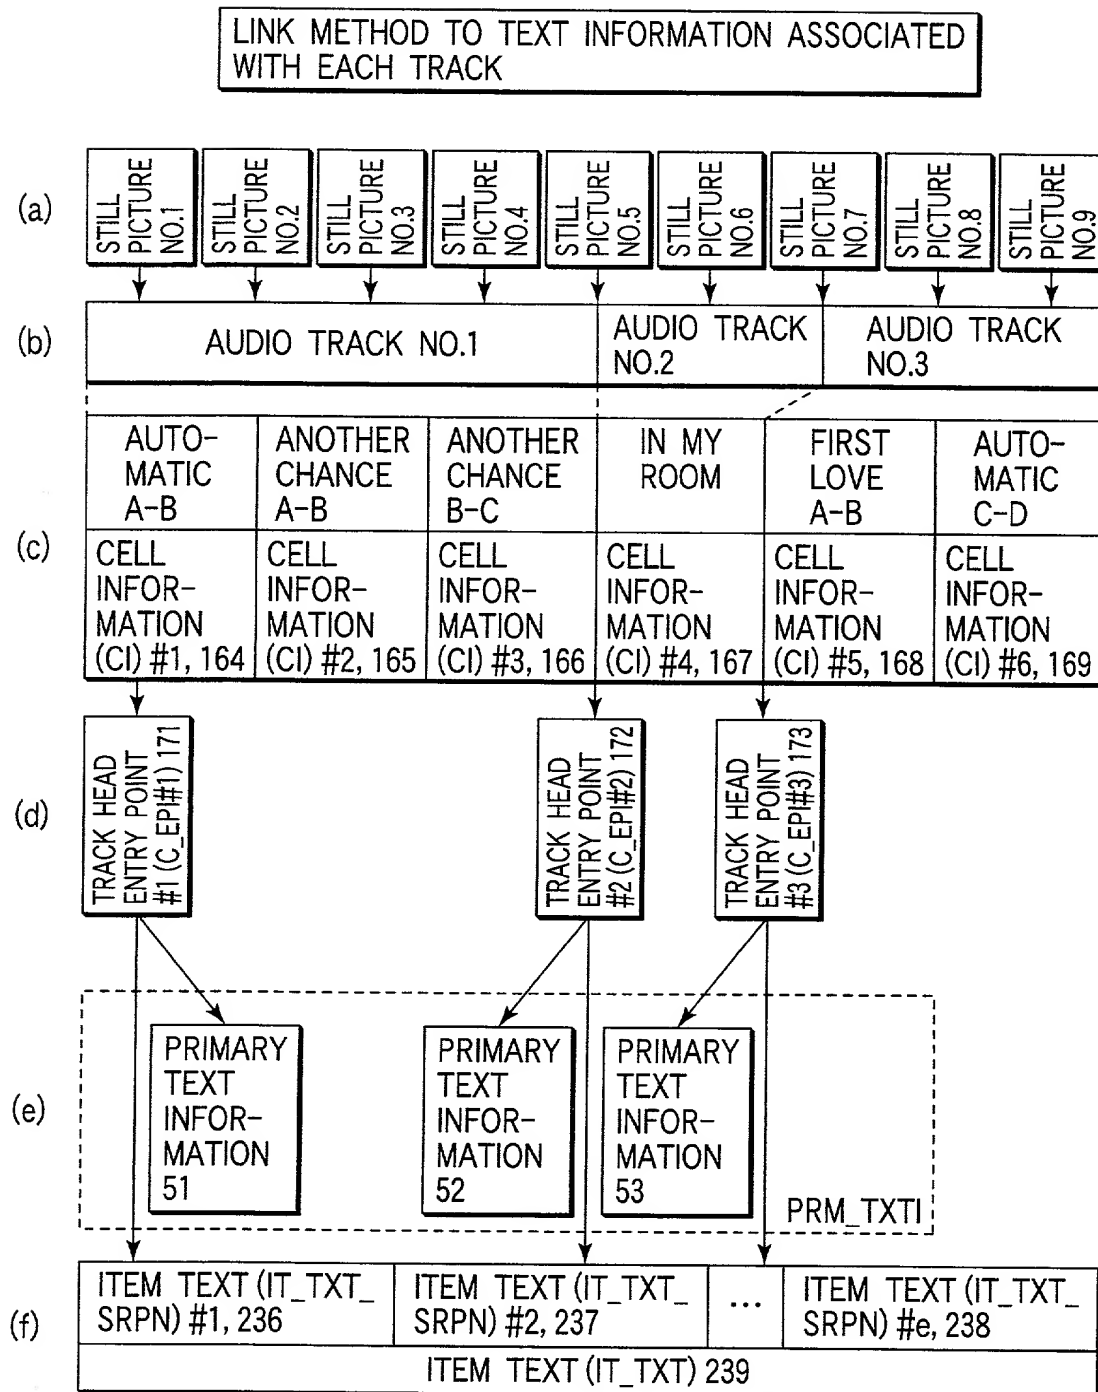 LINK METHOD TO TEXT INFORMATION ASSOCIATED
WITH EACH TRACK
(a)
STILL
PICTURE
NO.1
STILL
PICTURE
NO.2
STILL
PICTURE
NO.3
STILL
PICTURE
NO.4
STILL
PICTURE
NO.5
STILL
PICTURE
NO.6
STILL
PICTURE
NO.7
STILL
PICTURE
NO.8
STILL
PICTURE
NO.9
(b)
AUDIO TRACK NO.1
AUDIO TRACK
NO.2
AUDIO TRACK
NO.3
(c)
AUTO-
MATIC
A-B
ANOTHER
CHANCE
A-B
ANOTHER
CHANCE
B-C
IN MY
ROOM
FIRST
LOVE
A-B
AUTO-
MATIC
C-D
CELL
INFOR-
MATION
(CI) #1, 164
CELL
INFOR-
MATION
(CI) #2, 165
CELL
INFOR-
MATION
(CI) #3, 166
CELL
INFOR-
MATION
(CI) #4, 167
CELL
INFOR-
MATION
(CI) #5, 168
CELL
INFOR-
MATION
(CI) #6, 169
(d)
TRACK HEAD
ENTRY POINT
#1 (C_EPI#1) 171
TRACK HEAD
ENTRY POINT
#2 (C_EPI#2) 172
TRACK HEAD
ENTRY POINT
#3 (C_EPI#3) 173
(e)
PRIMARY
TEXT
INFOR-
MATION
51
PRIMARY
TEXT
INFOR-
MATION
52
PRIMARY
TEXT
INFOR-
MATION
53
PRM_TXTI
(f)
ITEM TEXT (IT_TXT_
SRPN) #1, 236
ITEM TEXT (IT_TXT_
SRPN) #2, 237
...
ITEM TEXT (IT_TXT_
SRPN) #e, 238
ITEM TEXT (IT_TXT) 239